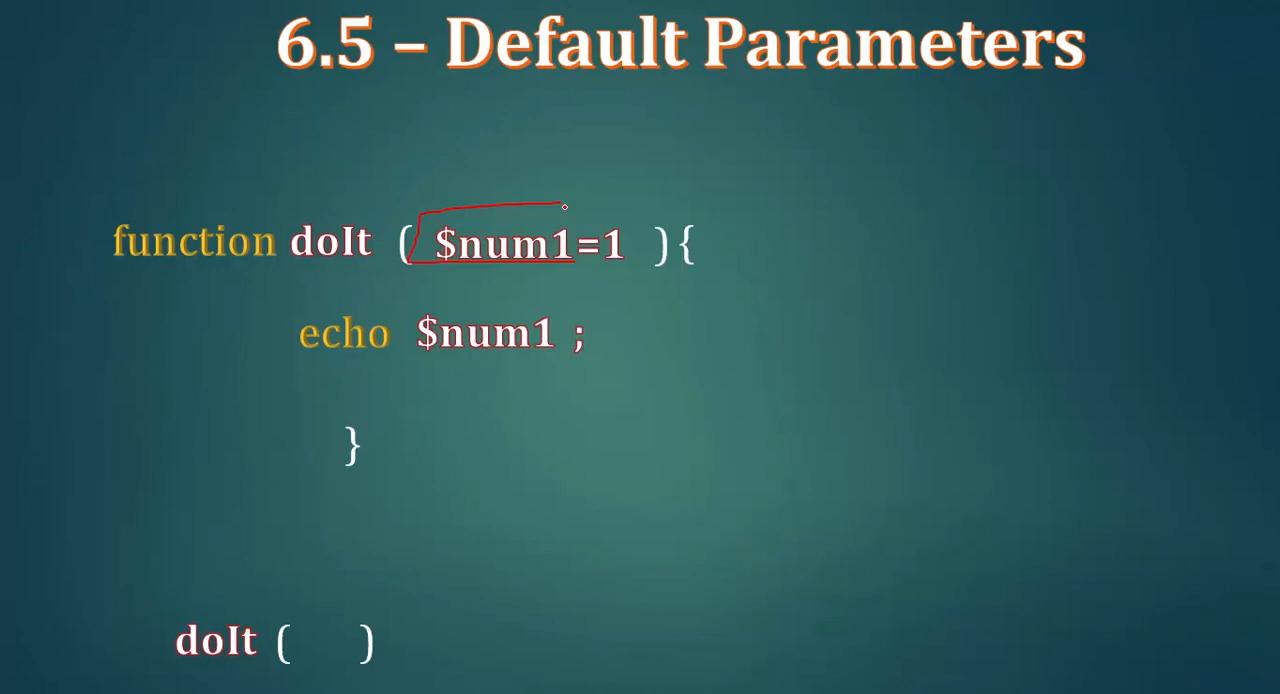 6.5 – Default Parameters
function doIt ( $num1=1 ){
echo $num1 ;
}
doIt ( )